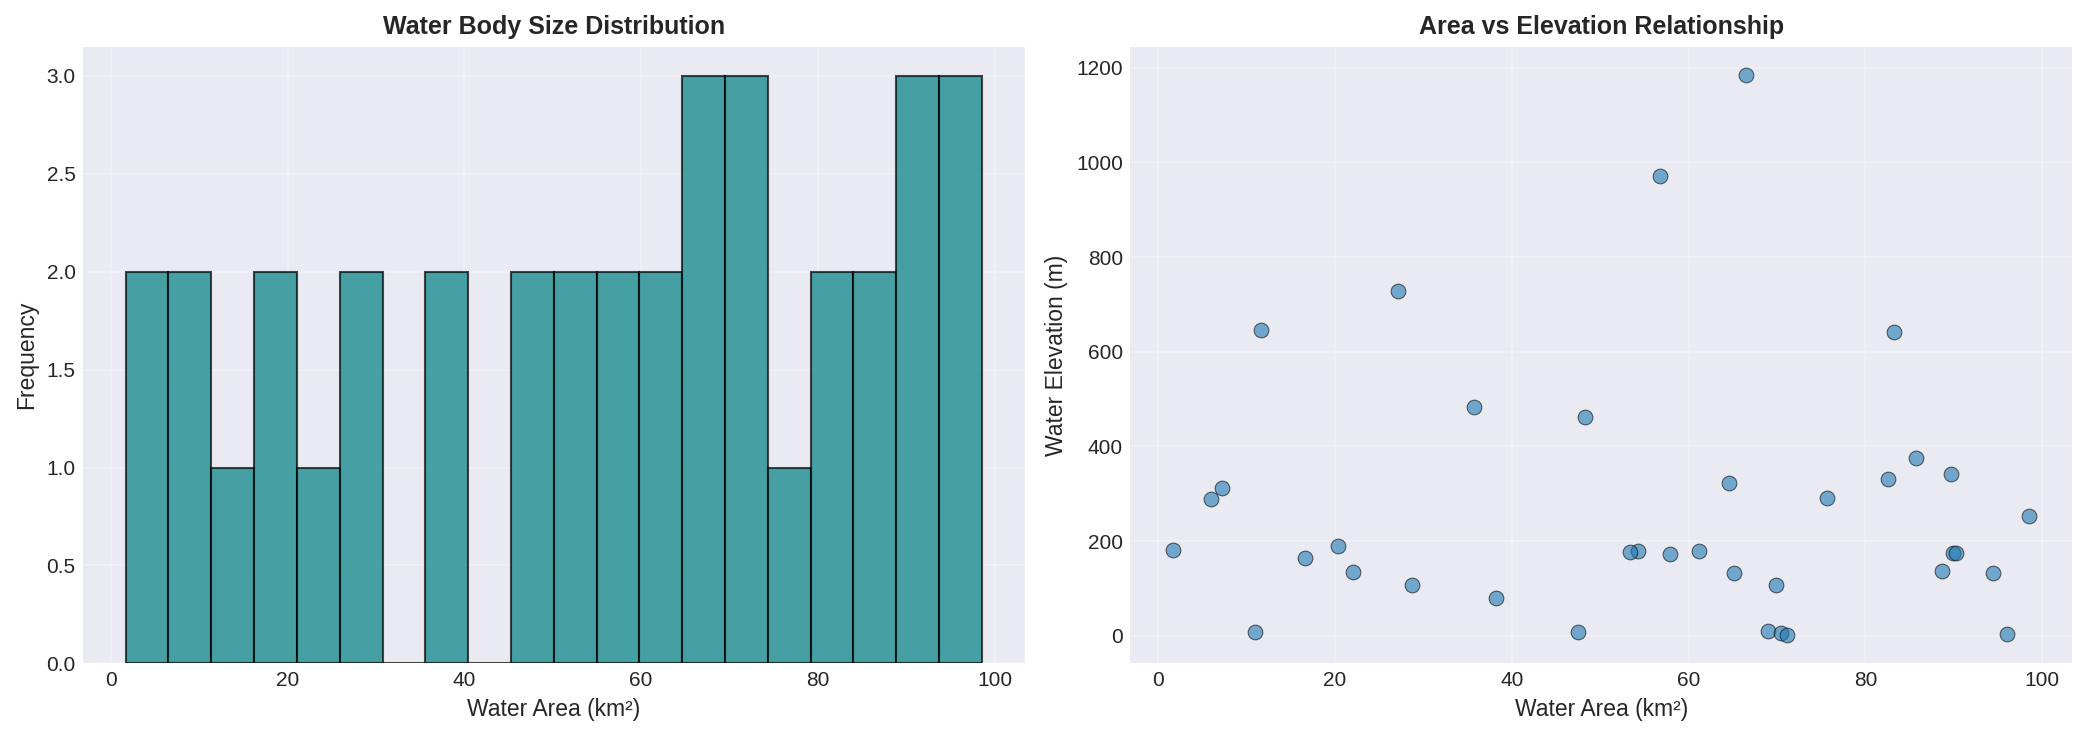 Water Body Size Distribution
3.0
2.5
2.0
1.5
1.0
0.5
0.0
Frequency
0 20 40 60 80 100
Water Area (km²)
Area vs Elevation Relationship
1200
1000
800
600
400
200
0
Water Elevation (m)
0 20 40 60 80 100
Water Area (km²)